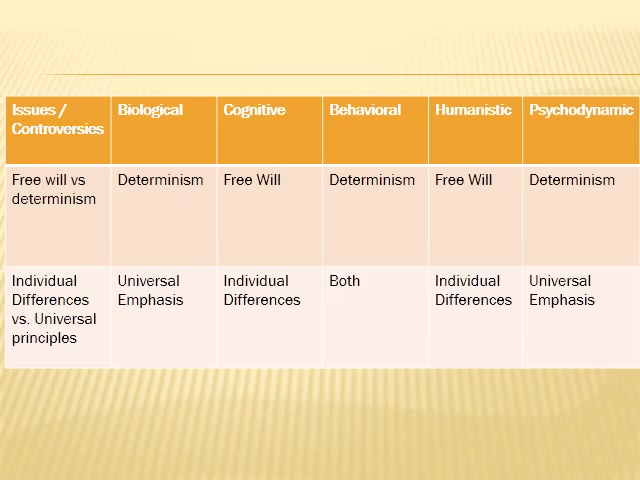 Issues / Controversies Biological Cognitive Behavioral Humanistic Psychodynamic
Free will vs determinism Determinism Free Will Determinism Free Will Determinism
Individual Differences vs. Universal principles Universal Emphasis Individual Differences Both Individual Differences Universal Emphasis